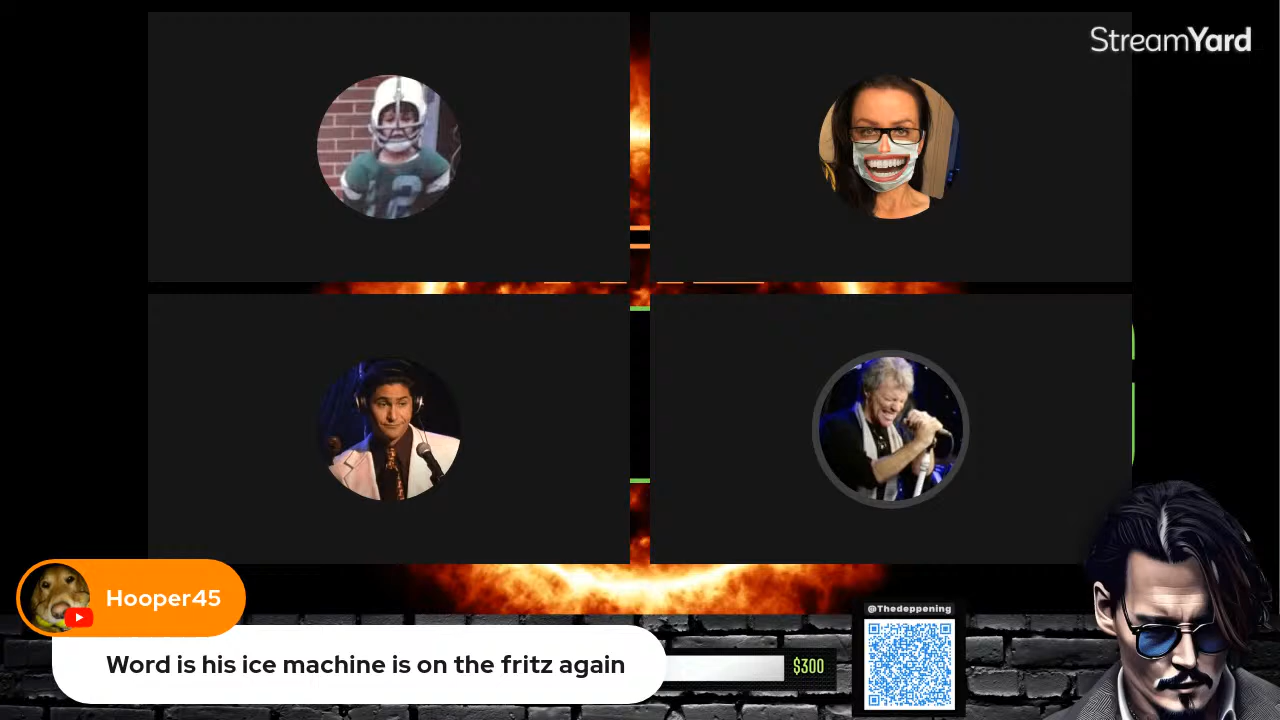 StreamYard
Hooper45
Word is his ice machine is on the fritz again
$300
@Thedeppening